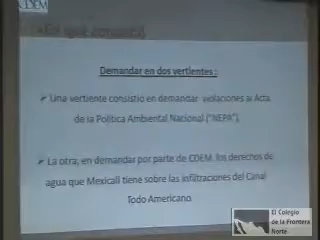 CDEM
¿En qué consistió
Demandar en dos vertientes :
➢ Una vertiente consistio en demandar violaciones al Acta
de la Politica Ambiental Nacional ("NEPA").
➢ La otra, en demandar por parte de CDEM los derechos de
agua que Mexicali tiene sobre las infiltraciones del Canal
Todo Americano.
El Colegio
de la Frontera
Norte